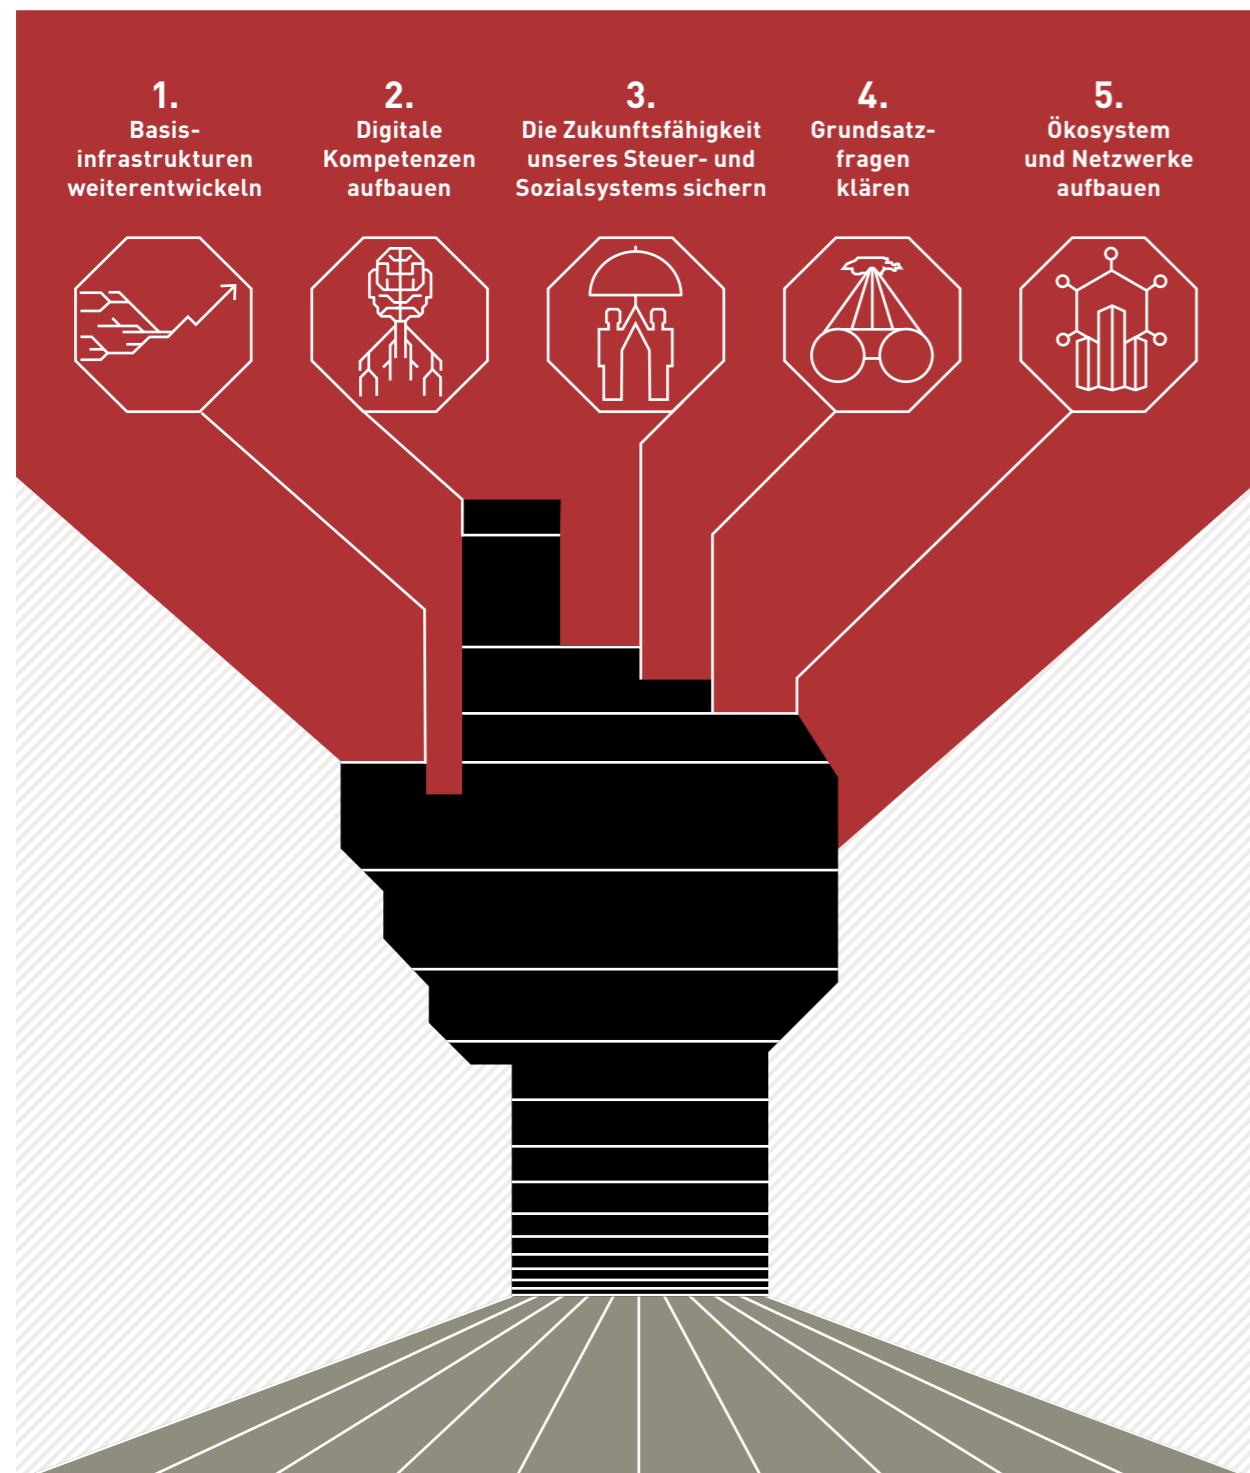 1.
Basis-
infrastrukturen
weiterentwickeln
2.
Digitale
Kompetenzen
aufbauen
3.
Die Zukunftsfähigkeit
unseres Steuer- und
Sozialsystems sichern
4.
Grundsatz-
fragen
klären
5.
Ökosystem
und Netzwerke
aufbauen